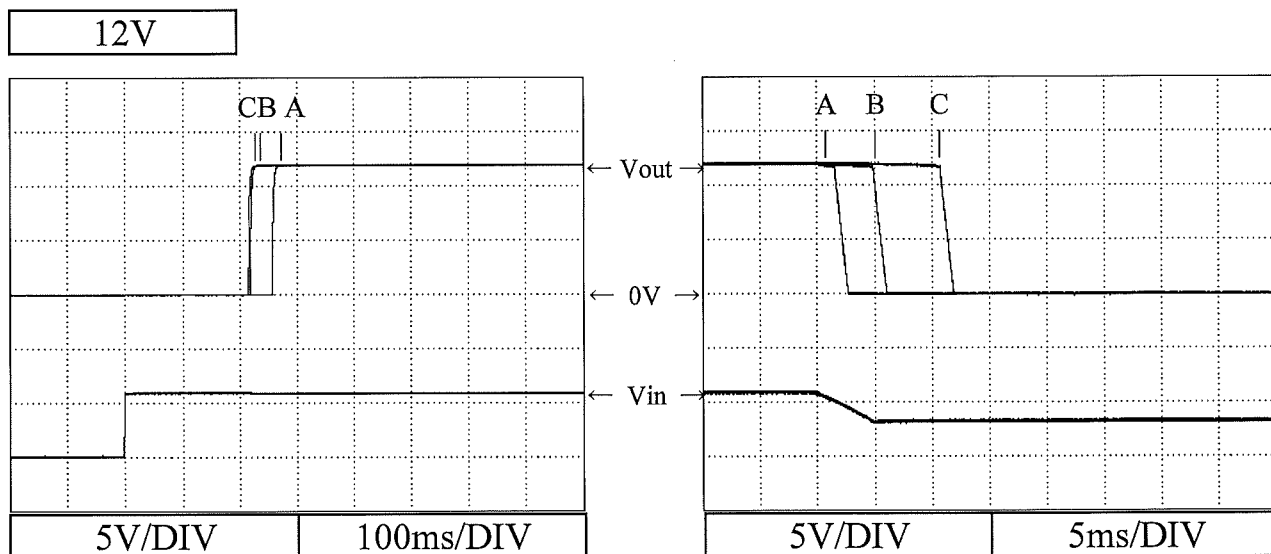 12V
CB A
A B C
← Vout →
← 0V →
← Vin →
5V/DIV 100ms/DIV
5V/DIV 5ms/DIV